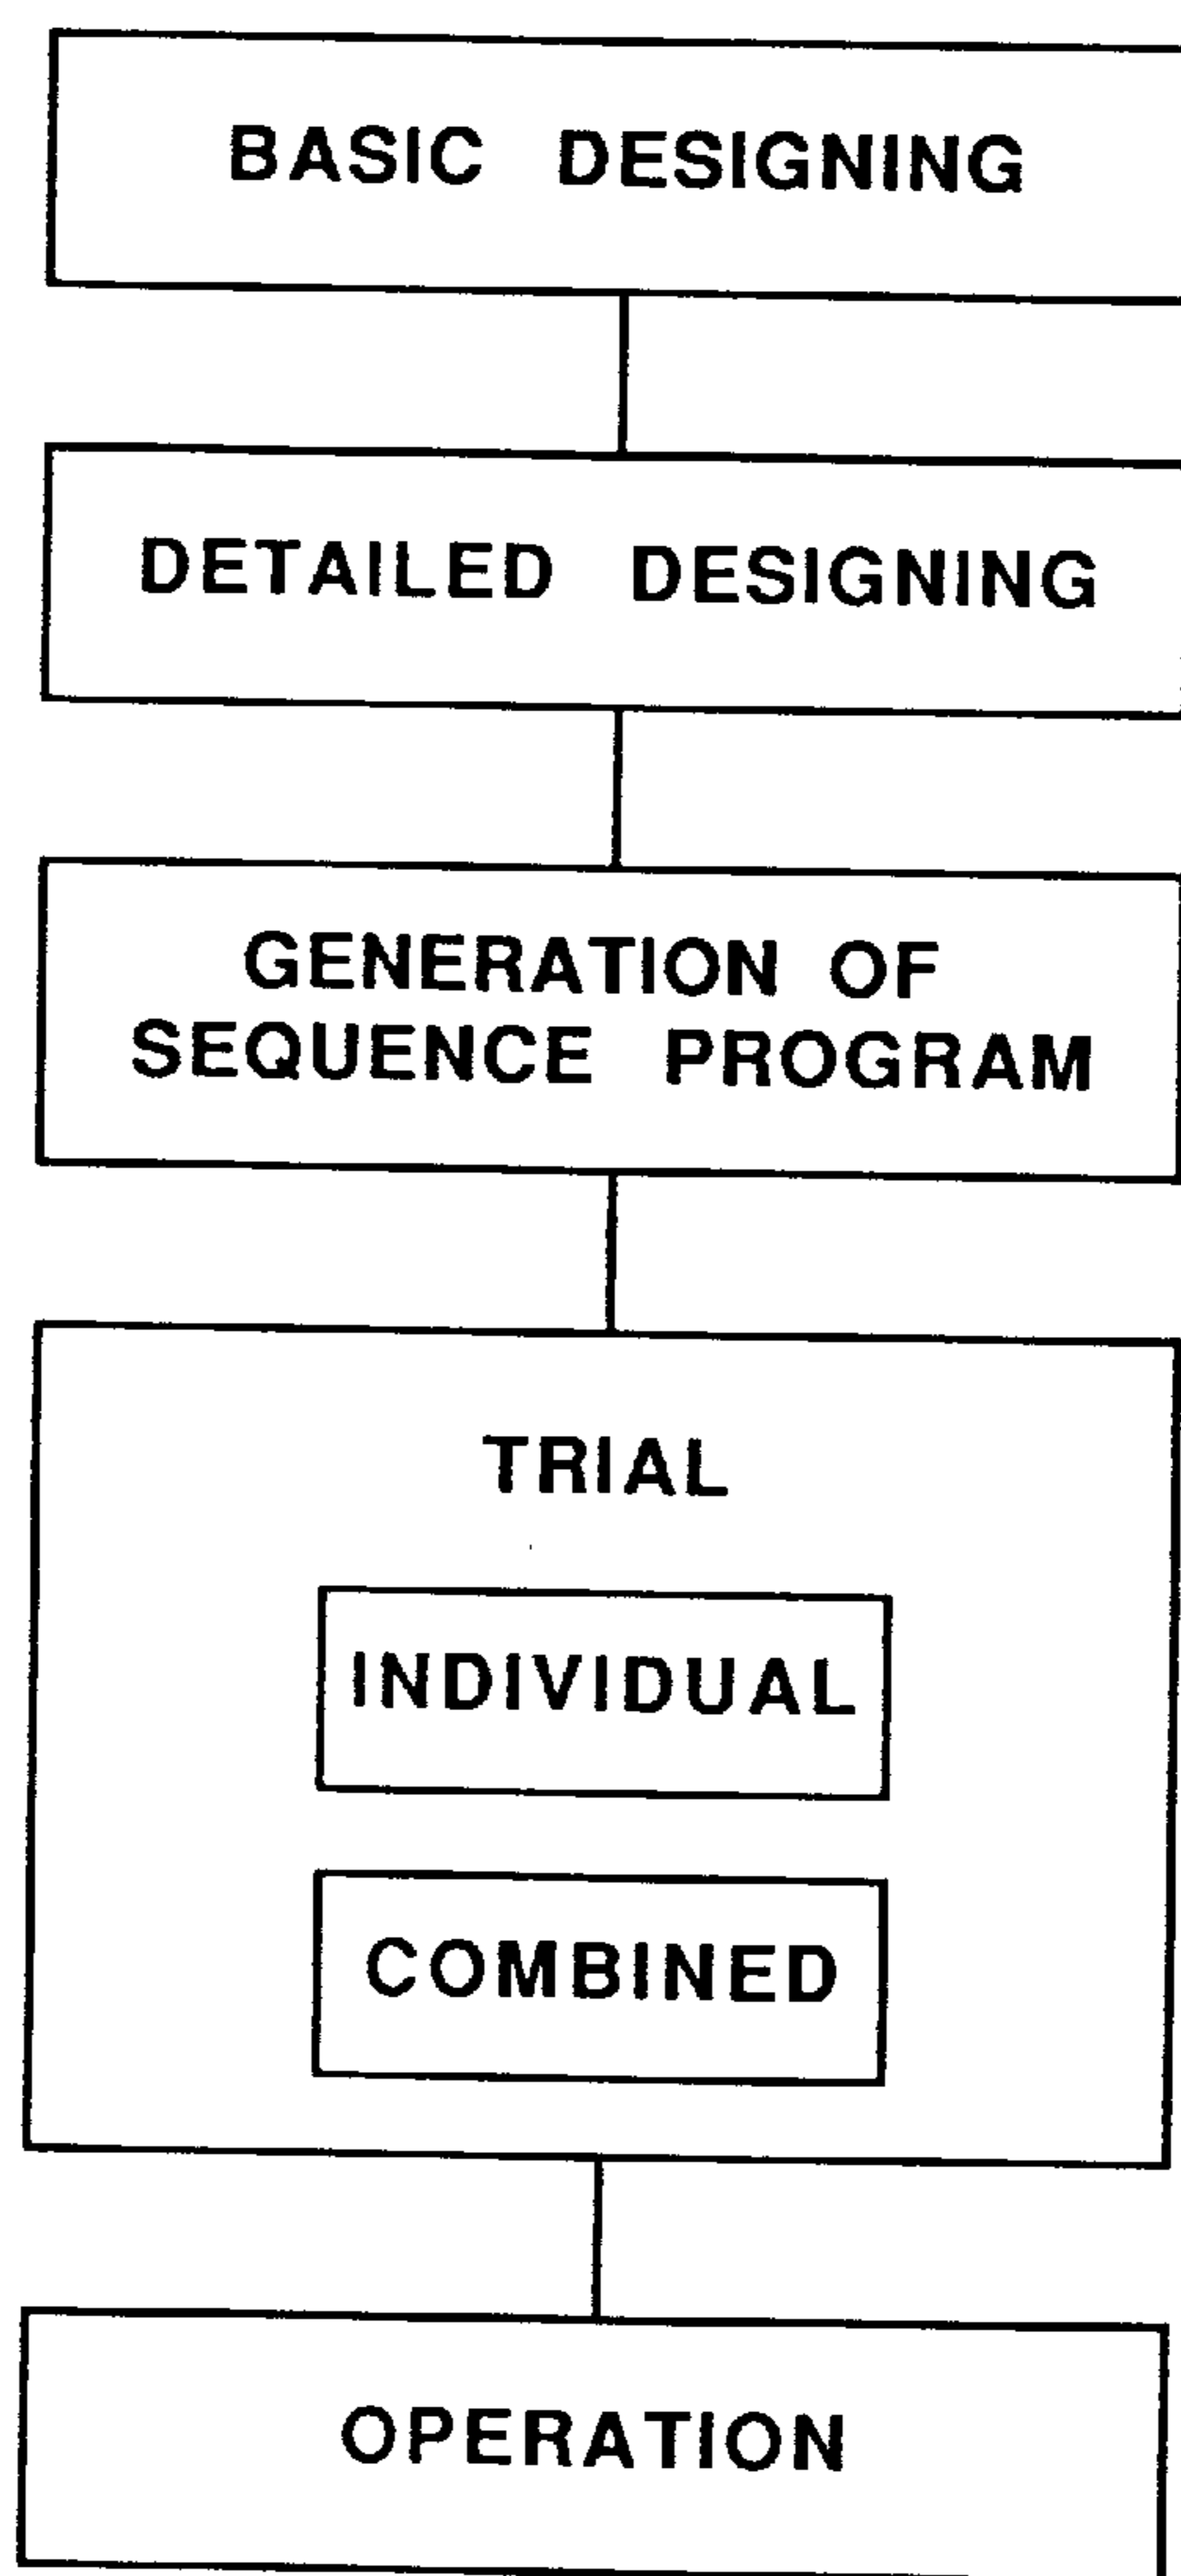 BASIC DESIGNING
DETAILED DESIGNING
GENERATION OF
SEQUENCE PROGRAM
TRIAL
INDIVIDUAL
COMBINED
OPERATION